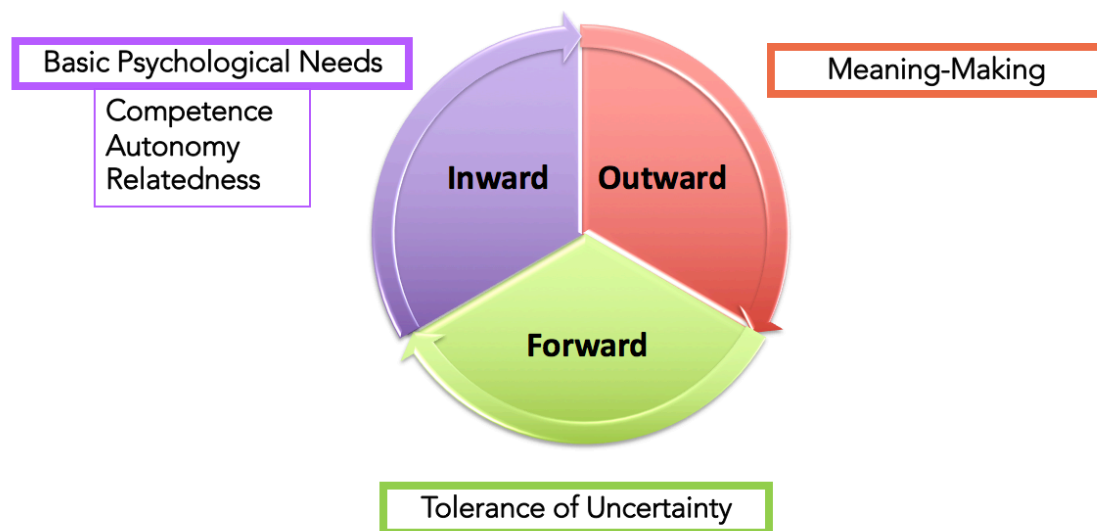 Basic Psychological Needs
Competence
Autonomy
Relatedness
Meaning-Making
Inward
Outward
Forward
Tolerance of Uncertainty